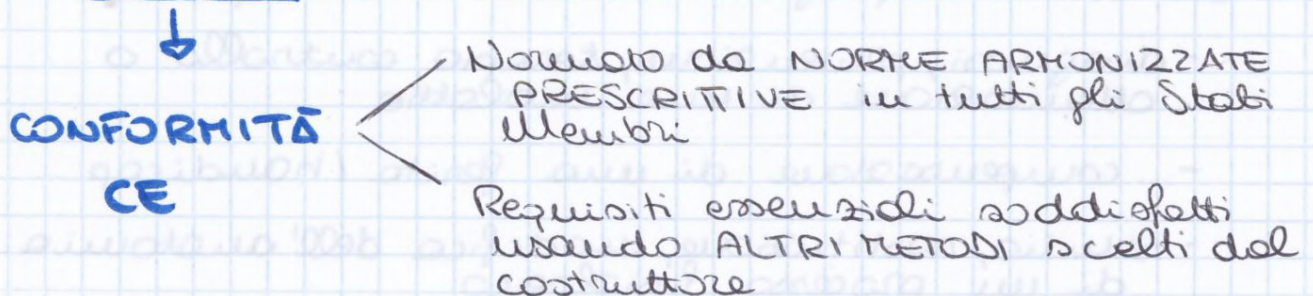 Normato da NORME ARMONIZZATE
PRESCRITTIVE in tutti gli Stati
Membri
CONFORMITÀ
CE
Requisiti essenziali soddisfatti
usando ALTRI METODI scelti dal
costruttore